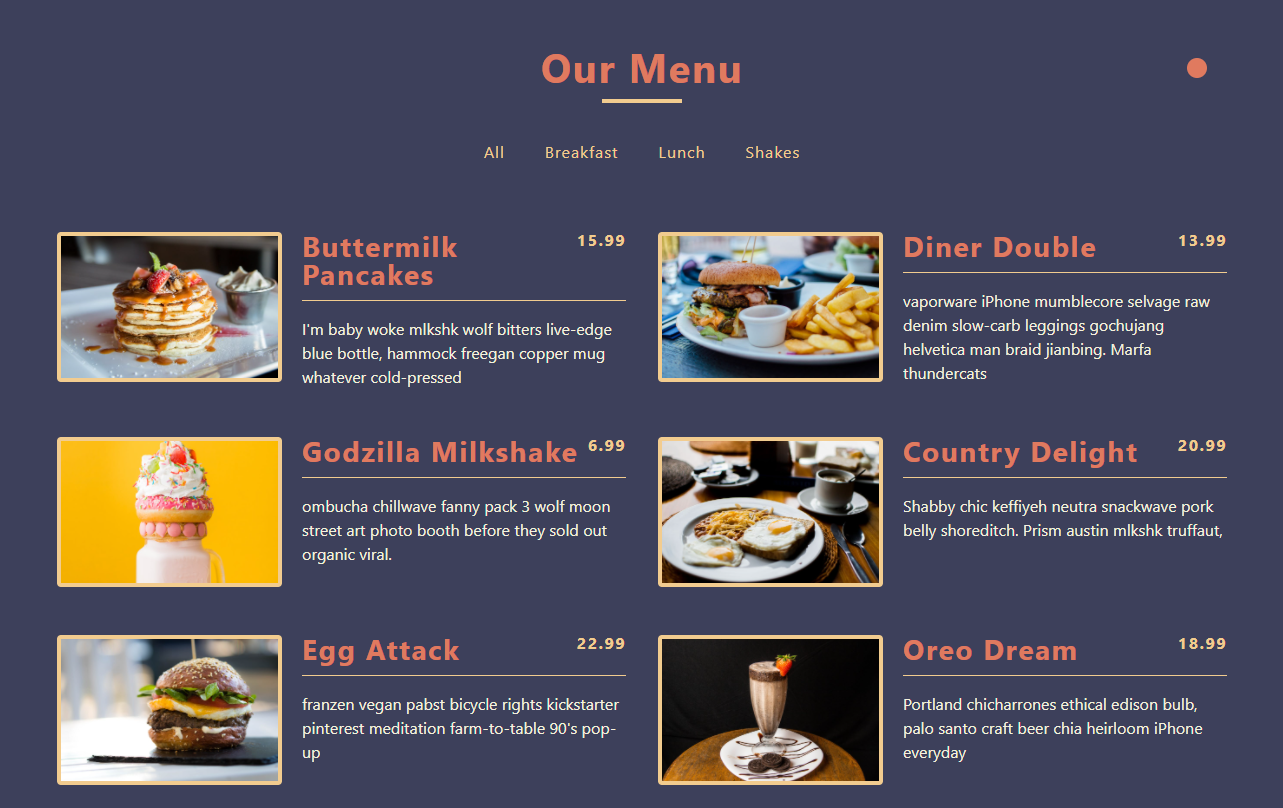 Our Menu
All Breakfast Lunch Shakes
Buttermilk
Pancakes
15.99
I'm baby woke mlkshk wolf bitters live-edge
blue bottle, hammock freegan copper mug
whatever cold-pressed
Diner Double
13.99
vaporware iPhone mumblecore selvage raw
denim slow-carb leggings gochujang
helvetica man braid jianbing. Marfa
thundercats
Godzilla Milkshake
6.99
ombucha chillwave fanny pack 3 wolf moon
street art photo booth before they sold out
organic viral.
Country Delight
20.99
Shabby chic keffiyeh neutra snackwave pork
belly shoreditch. Prism austin mlkshk truffaut,
Egg Attack
22.99
franzen vegan pabst bicycle rights kickstarter
pinterest meditation farm-to-table 90's pop-
up
Oreo Dream
18.99
Portland chicharrones ethical edison bulb,
palo santo craft beer chia heirloom iPhone
everyday